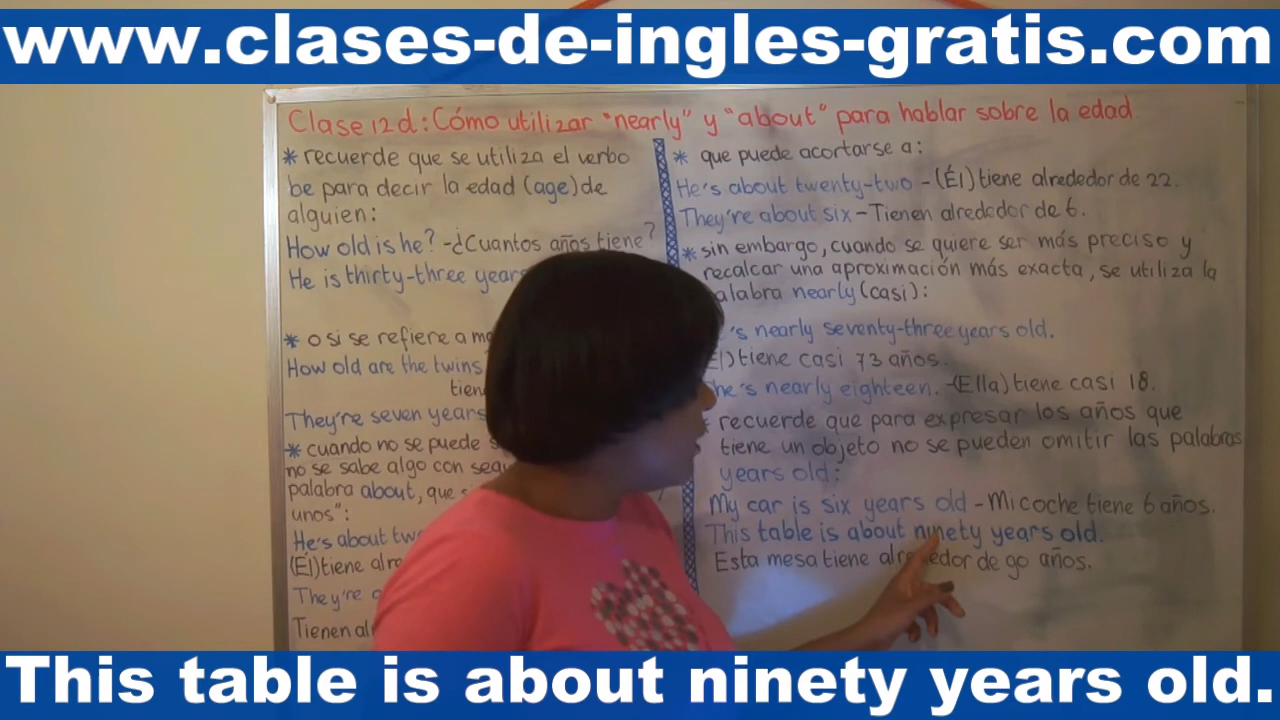 www.clases-de-ingles-gratis.com
Clase 12d: Cómo utilizar "nearly" y "about" para hablar sobre la edad
* recuerde que se utiliza el verbo
be para decir la edad (age) de
alguien:
How old is he? - ¿Cuantos años tiene?
He is thirty-three years
* o si se refiere a
How old are the twins
They're seven years
* cuando no se puede
no se sabe algo con
palabra about, que
unos":
He's about
(Él) tiene
They're
Tienen
* que puede acortarse a:
He's about twenty-two - (Él) tiene alrededor de 22.
They're about six - Tienen alrededor de 6.
* sin embargo, cuando se quiere ser más preciso y
recalcar una aproximación más exacta, se utiliza la
palabra nearly (casi):
's nearly seventy-three years old.
(Él) tiene casi 73 años.
she's nearly eighteen. - (Ella) tiene casi 18.
* recuerde que para expresar los años que
tiene un objeto no se pueden omitir las palabras
years old:
My car is six years old - Mi coche tiene 6 años.
This table is about ninety years old.
Esta mesa tiene alrededor de 90 años.
This table is about ninety years old.